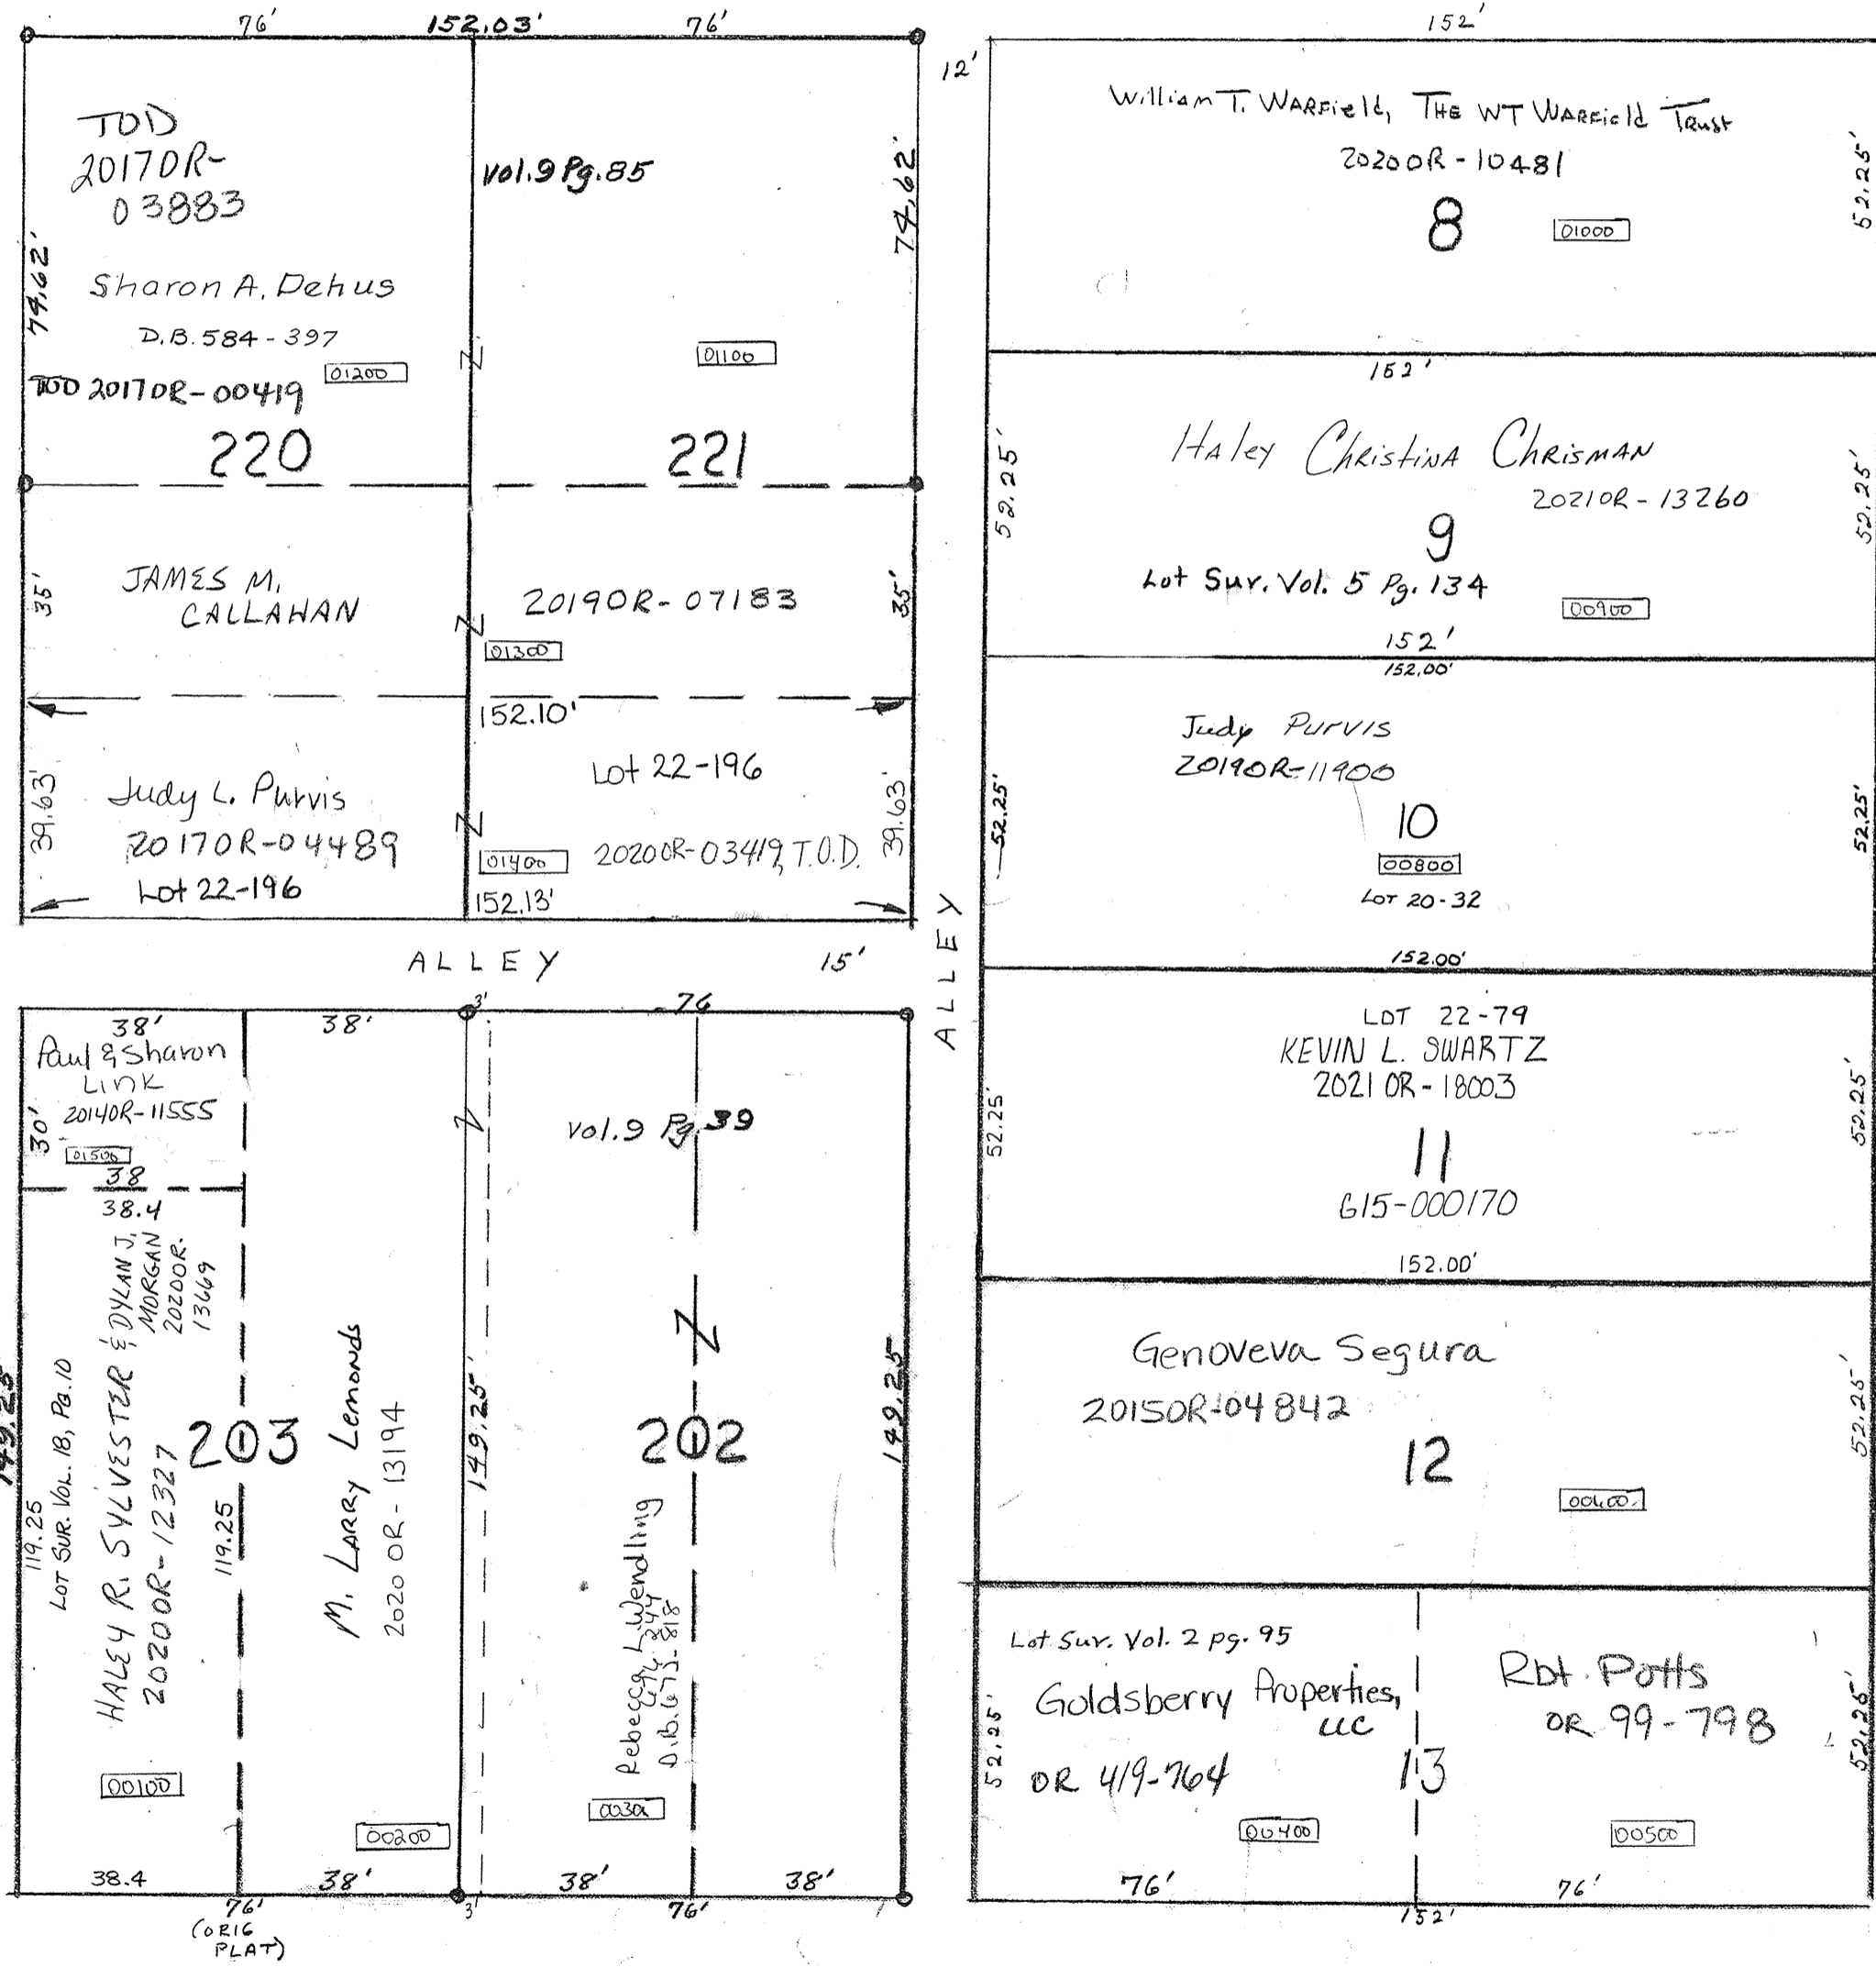 76'
152.03'
76'
TOD
2017OR-
03883
Vol.9 Pg.85
74.62'
74.62'
Sharon A. Dehus
D.B.584-397
01200
01100
TOD 2017OR-00419
220
221
35'
JAMES M.
CALLAHAN
2019OR-07183
35'
01300
152.10'
Lot 22-196
39.63'
Judy L. Purvis
2017OR-04489
Lot 22-196
01400
2020OR-03419, T.O.D.
39.63'
152.13'
ALLEY
15'
12'
ALLEY
38'
38'
3'
76
Paul & Sharon
Link
2014OR-11555
30'
01500
38
38.4
Vol.9 Pg.39
149.25'
119.25
LOT SUR. VOL. 18, PG.10
HALEY R. SYLVESTER & DYLAN J.
MORGAN
2020OR-
13669
2020OR-12327
203
119.25
M. LARRY Lemonds
2020OR-13194
149.25'
202
149.25
Rebecca L. Wendling
D.B.673-818
00100
00200
0030
38.4
38'
38'
38'
76'
3'
76'
(ORIG
PLAT)
152'
William T. WARField, THE WT WARField Trust
2020OR-10481
8
01000
52.25'
152'
Haley Christina Chrisman
2021OR-13260
52.25'
52.25'
9
Lot Sur. Vol. 5 Pg. 134
00900
152'
152.00'
Judy Purvis
2019OR-11900
52.25'
10
52.25'
00800
LOT 20-32
152.00'
LOT 22-79
KEVIN L. SWARTZ
2021OR-18003
52.25'
11
52.25'
G15-000170
152.00'
Genoveva Segura
2015OR-04842
52.25'
12
Lot Sur. Vol. 2 pg. 95
Goldsberry Properties,
LLC
OR 419-764
Rbt. Potts
OR 99-798
52.25'
13
52.25'
00400
00500
76'
76'
152'